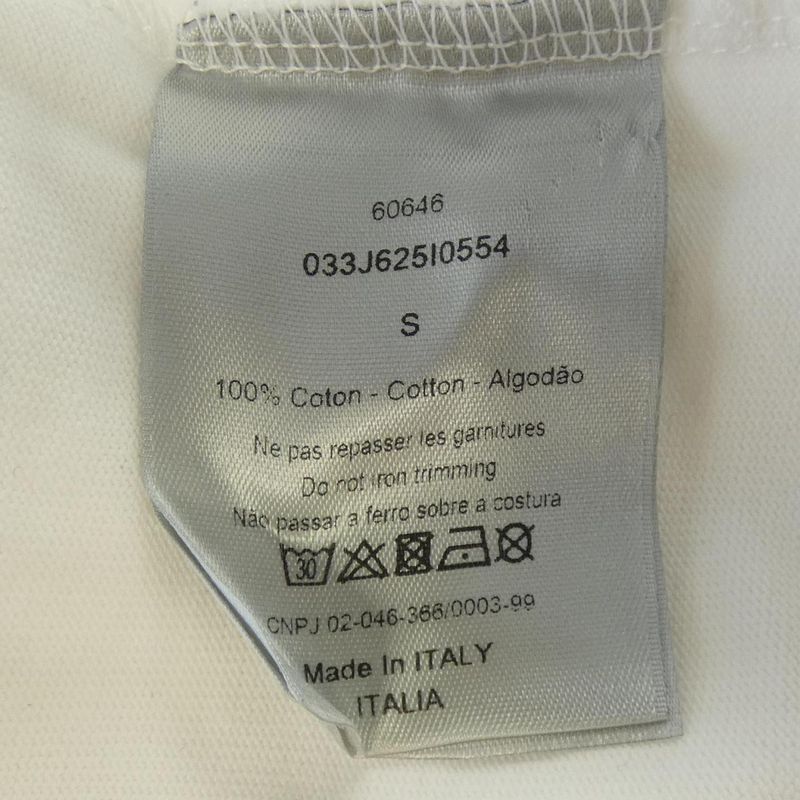 60646
033J625I0554
S
100% Coton - Cotton - Algodão
Ne pas repasser les garnitures
Do not iron trimming
Não passar a ferro sobre a costura
30
CNPJ 02-046-366/0003-99
Made In ITALY
ITALIA